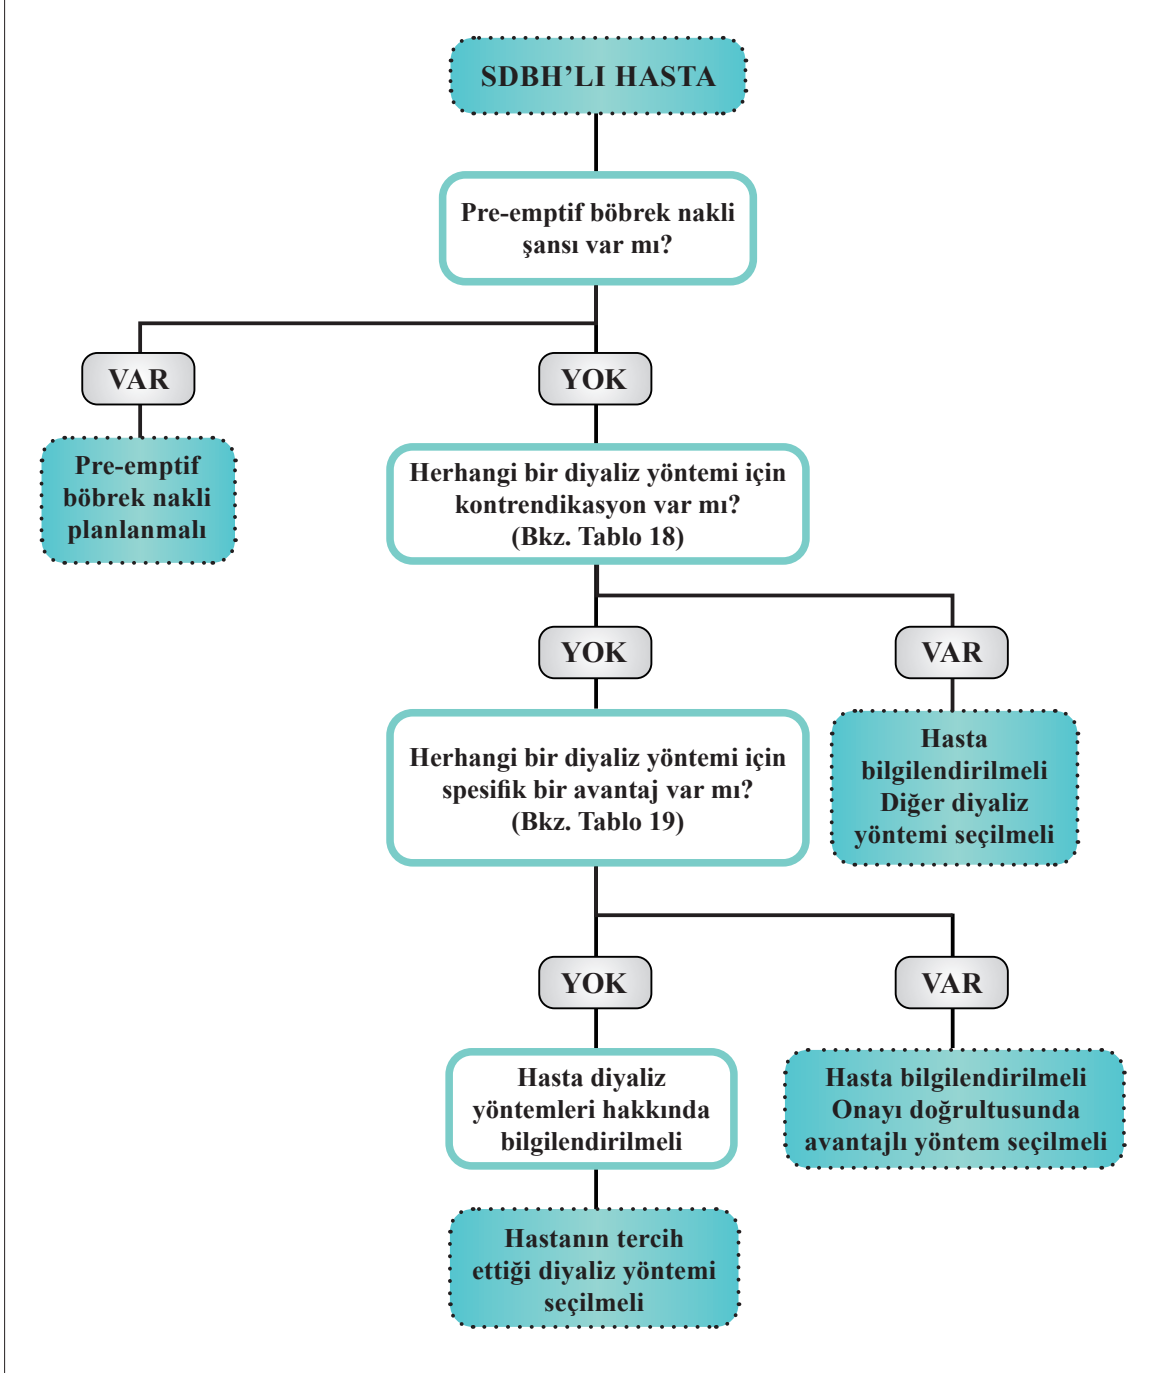 SDBH’LI HASTA
Pre-emptif böbrek nakli
şansı var mı?
VAR
YOK
Pre-emptif
böbrek nakli
planlanmalı
Herhangi bir diyaliz yöntemi için
kontrendikasyon var mı?
(Bkz. Tablo 18)
YOK
VAR
Herhangi bir diyaliz yöntemi için
spesifik bir avantaj var mı?
(Bkz. Tablo 19)
Hasta
bilgilendirilmeli
Diğer diyaliz
yöntemi seçilmeli
YOK
VAR
Hasta diyaliz
yöntemleri hakkında
bilgilendirilmeli
Hasta bilgilendirilmeli
Onayı doğrultusunda
avantajlı yöntem seçilmeli
Hastanın tercih
ettiği diyaliz yöntemi
seçilmeli